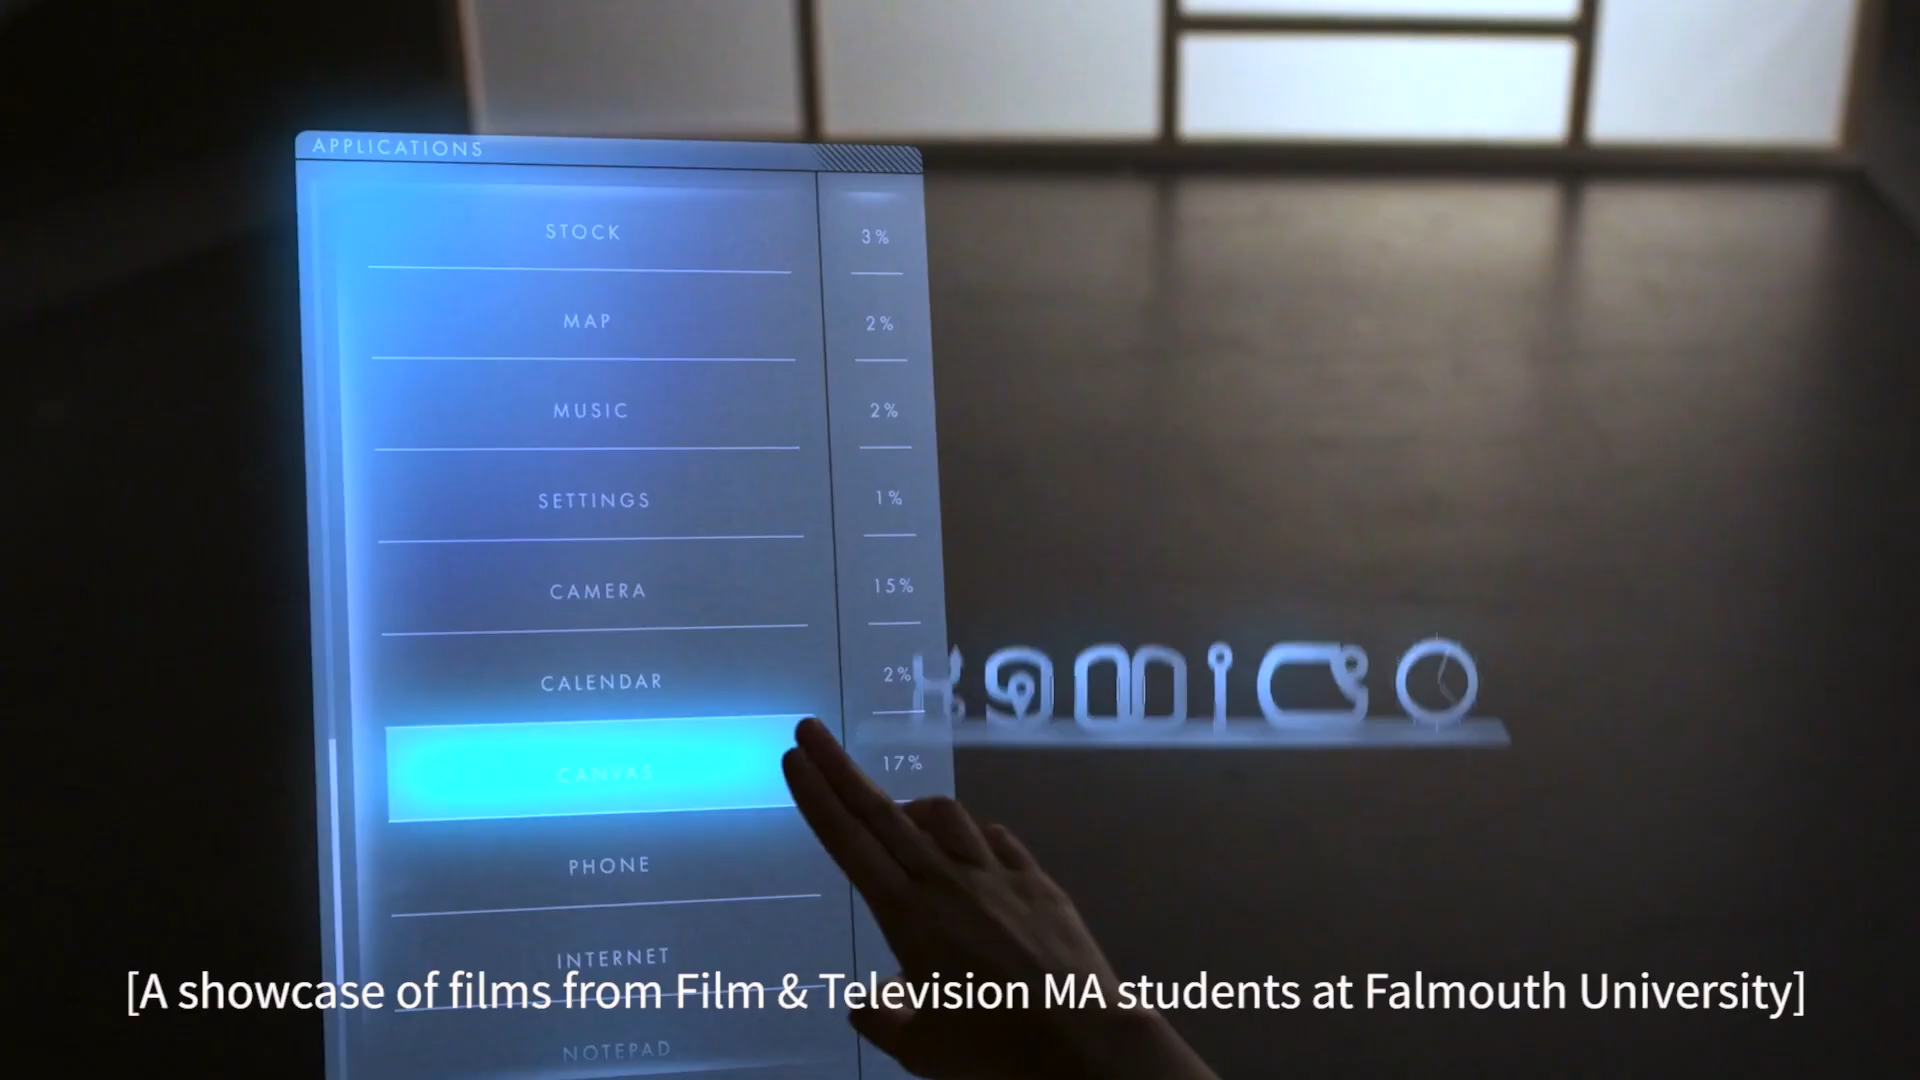 APPLICATIONS
STOCK 3%
MAP 2%
MUSIC 2%
SETTINGS 1%
CAMERA 15%
CALENDAR 2%
CANVAS 17%
PHONE
INTERNET
[A showcase of films from Film & Television MA students at Falmouth University]
NOTEPAD